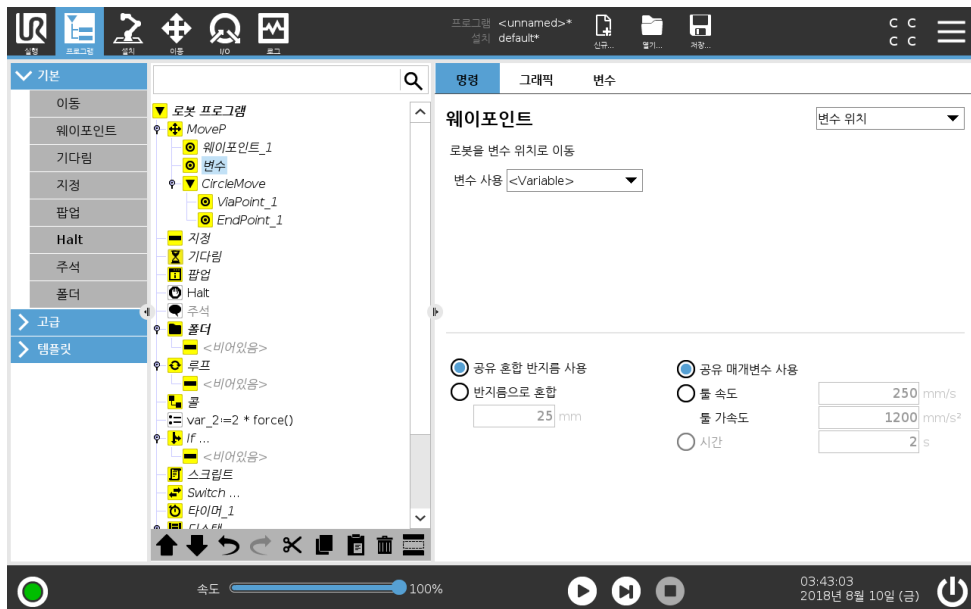 실행
프로그램
설치
이동
I/O
로그
프로그램 <unnamed>*
설치 default*
신규...
열기...
저장...
C C
C C
기본
이동
웨이포인트
기다림
지정
팝업
Halt
주석
폴더
고급
템플릿
로봇 프로그램
MoveP
웨이포인트_1
변수
CircleMove
ViaPoint_1
EndPoint_1
지정
기다림
팝업
Halt
주석
폴더
<비어있음>
루프
<비어있음>
콜
var_2:=2 * force()
If ...
<비어있음>
스크립트
Switch ...
타이머_1
명령 그래픽 변수
웨이포인트
변수 위치
로봇을 변수 위치로 이동
변수 사용 <Variable>
공유 혼합 반지름 사용
반지름으로 혼합
25 mm
공유 매개변수 사용
툴 속도 250 mm/s
툴 가속도 1200 mm/s²
시간 2 s
속도 100%
03:43:03
2018년 8월 10일 (금)